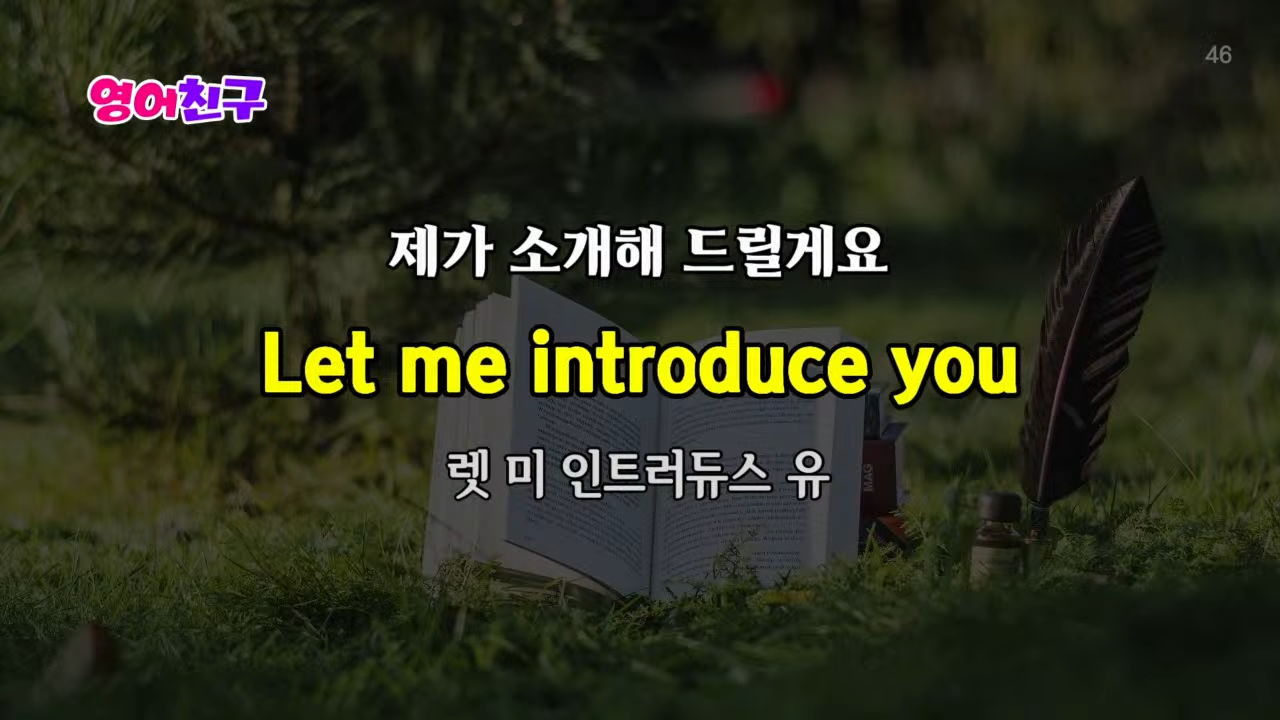 46
영어친구
제가 소개해 드릴게요
Let me introduce you
렛 미 인트러듀스 유
MAG